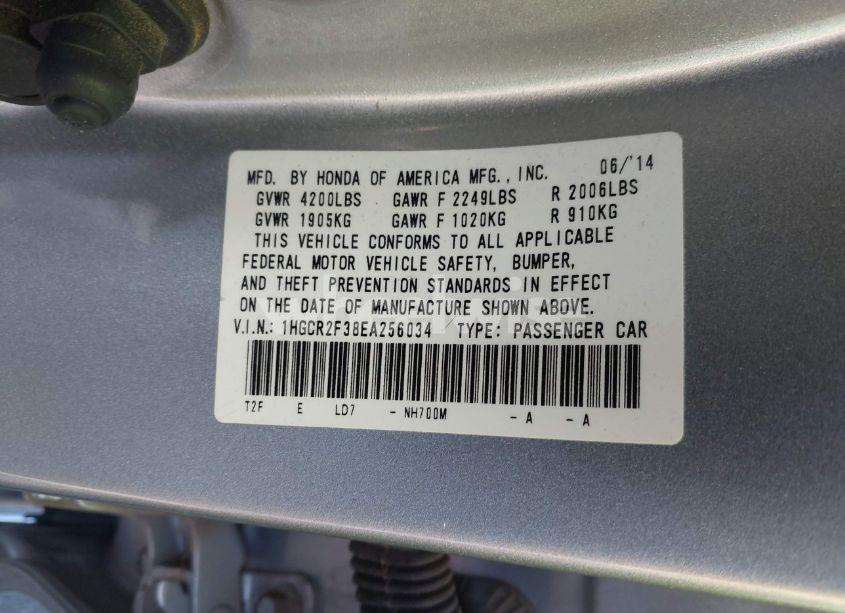 MFD. BY HONDA OF AMERICA MFG., INC. 06/'14
GVWR 4200LBS GAWR F 2249LBS R 2006LBS
GVWR 1905KG GAWR F 1020KG R 910KG
THIS VEHICLE CONFORMS TO ALL APPLICABLE
FEDERAL MOTOR VEHICLE SAFETY, BUMPER,
AND THEFT PREVENTION STANDARDS IN EFFECT
ON THE DATE OF MANUFACTURE SHOWN ABOVE.
V.I.N.: 1HGCR2F38EA256034 TYPE: PASSENGER CAR
T2F E LD7 - NH700M - A - A